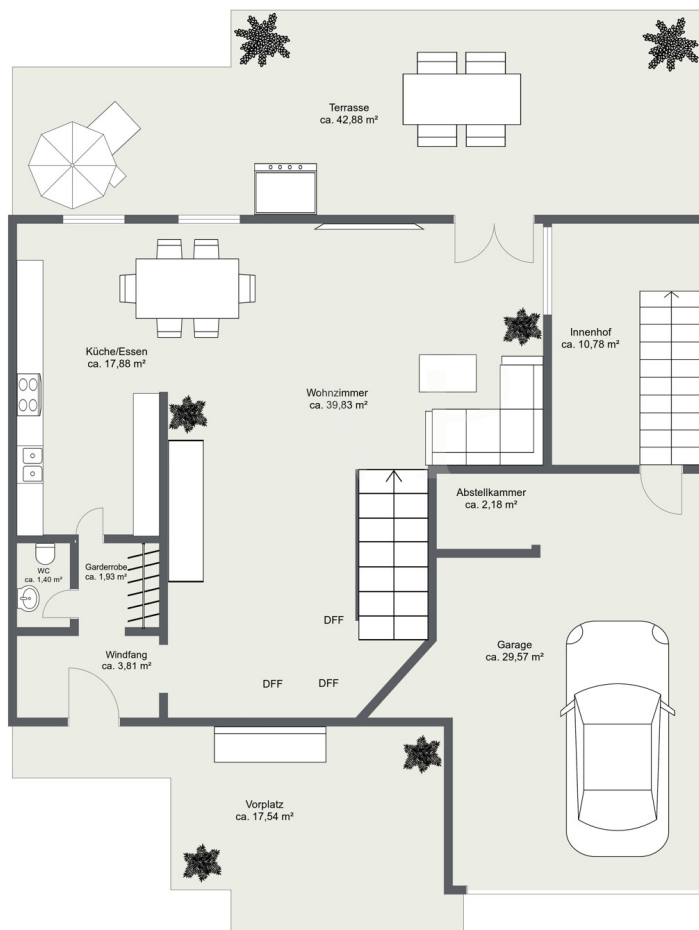 Terrasse
ca. 42,88 m²
Innenhof
ca. 10,78 m²
Küche/Essen
ca. 17,88 m²
Wohnzimmer
ca. 39,83 m²
Abstellkammer
ca. 2,18 m²
WC
ca. 1,40 m²
Garderrobe
ca. 1,93 m²
DFF
Garage
ca. 29,57 m²
Windfang
ca. 3,81 m²
DFF
DFF
Vorplatz
ca. 17,54 m²